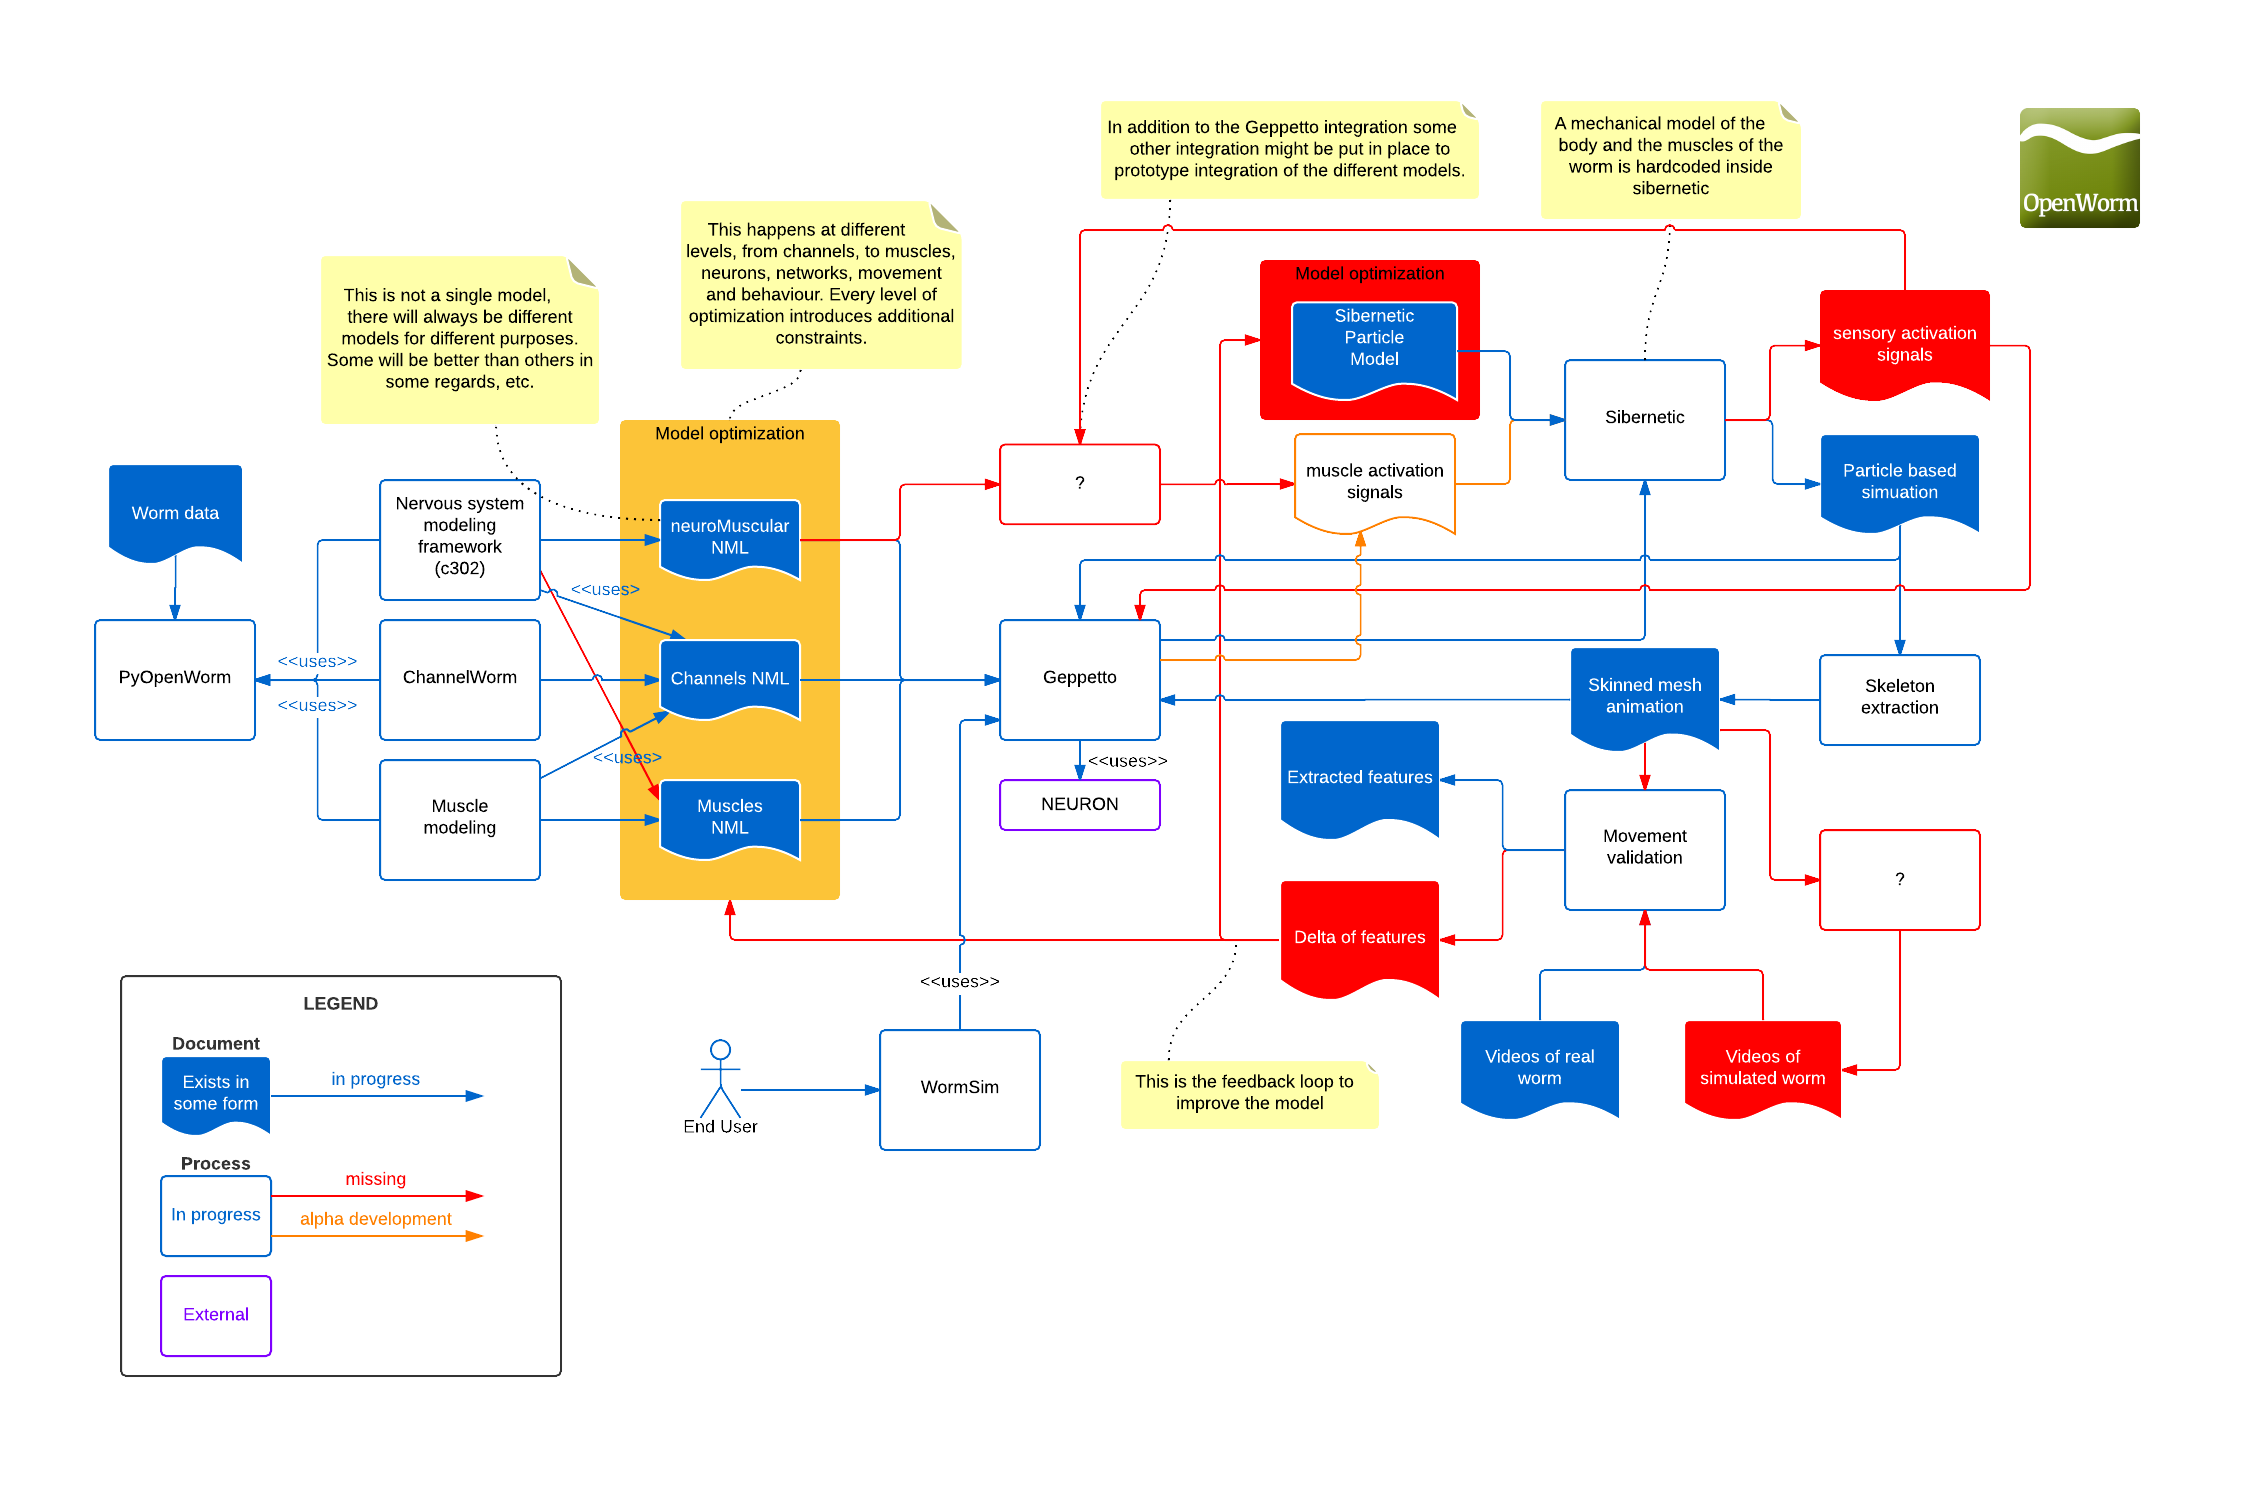 In addition to the Geppetto integration some
other integration might be put in place to
prototype integration of the different models.
A mechanical model of the
body and the muscles of the
worm is hardcoded inside
sibernetic
OpenWorm
This happens at different
levels, from channels, to muscles,
neurons, networks, movement
and behaviour. Every level of
optimization introduces additional
constraints.
This is not a single model,
there will always be different
models for different purposes.
Some will be better than others in
some regards, etc.
Model optimization
Sibernetic
Particle
Model
sensory activation
signals
Sibernetic
Model optimization
Worm data
Nervous system
modeling
framework
(c302)
neuroMuscular
NML
?
muscle activation
signals
Particle based
simuation
<<uses>
<<uses>>
PyOpenWorm
<<uses>>
ChannelWorm
Channels NML
Geppetto
Skinned mesh
animation
Skeleton
extraction
<<uses>
<<uses>>
Muscle
modeling
Muscles
NML
NEURON
Extracted features
Movement
validation
?
Delta of features
<<uses>>
End User
WormSim
This is the feedback loop to
improve the model
Videos of real
worm
Videos of
simulated worm
LEGEND
Document
Exists in
some form
in progress
Process
In progress
missing
alpha development
External